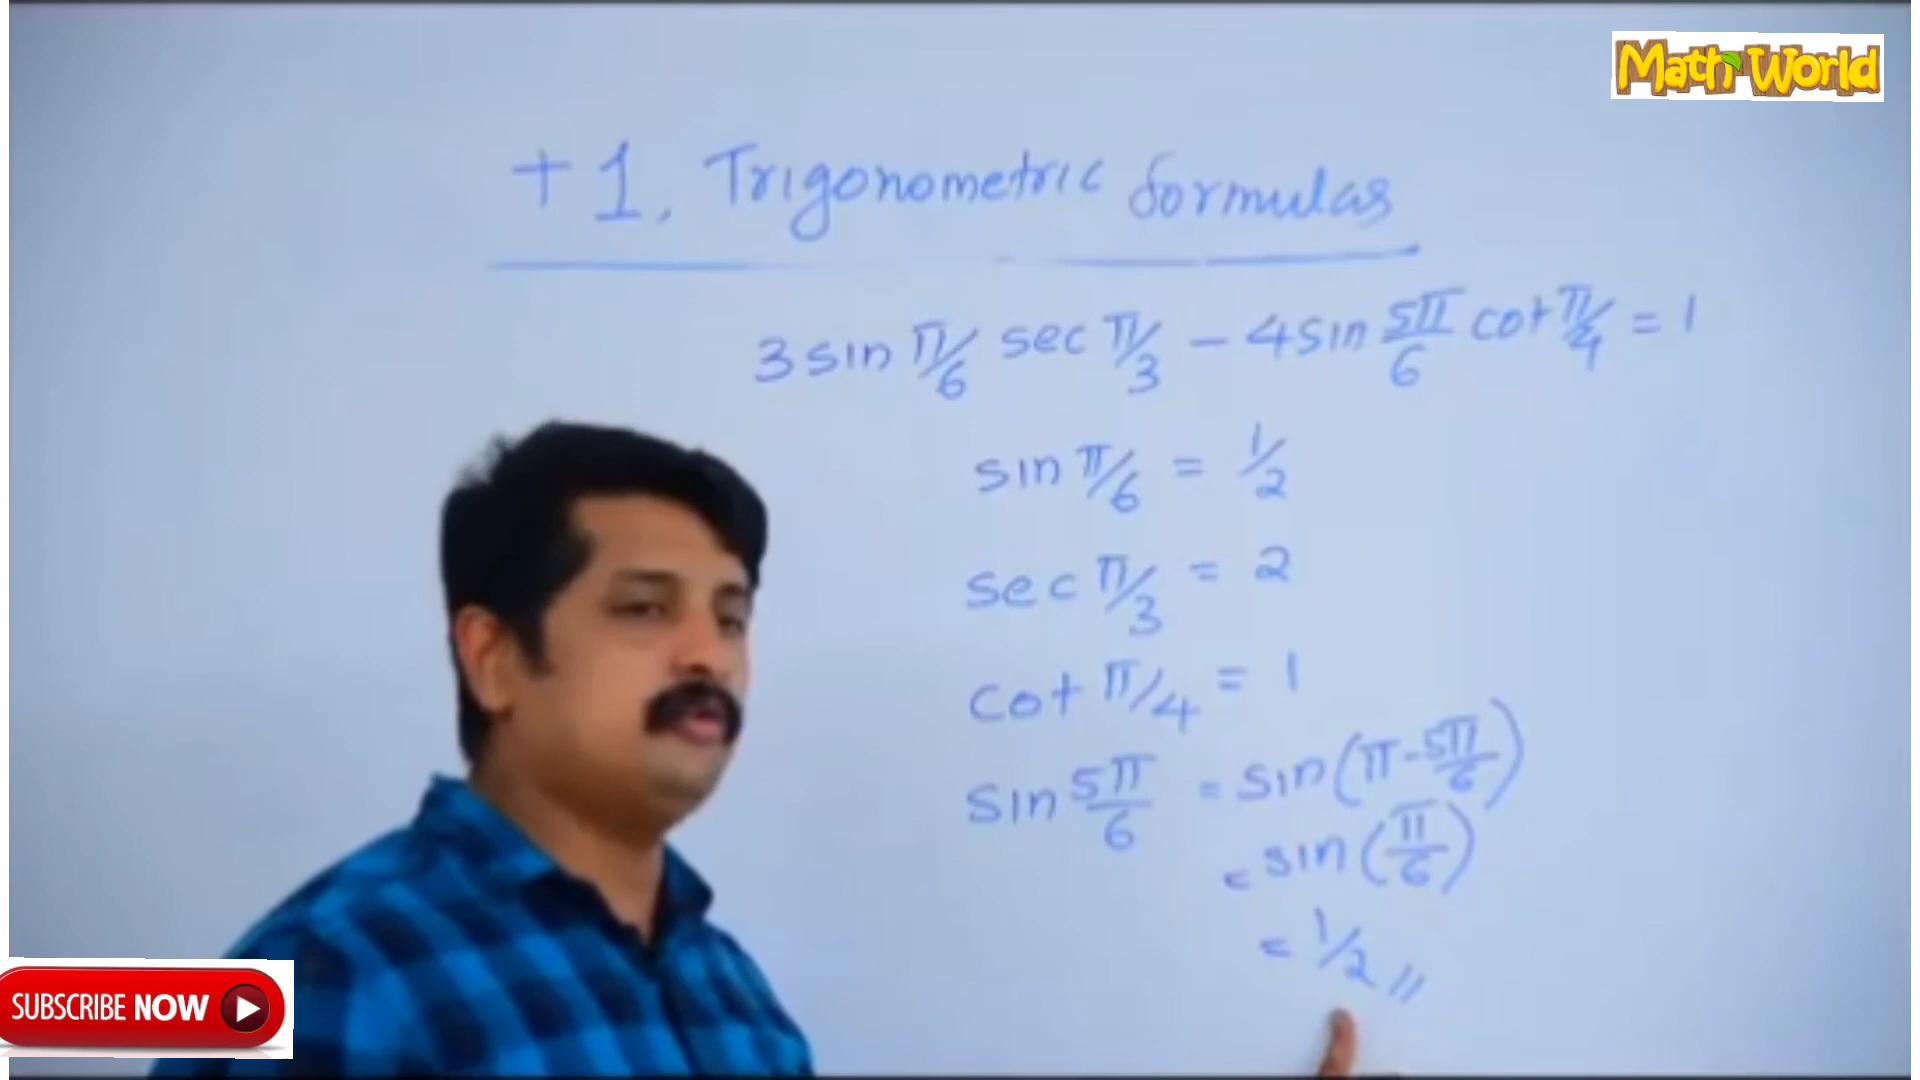 Math World
+1, Trigonometric formulas
3 sin π/6 sec π/3 - 4 sin 5π/6 cot π/4 = 1
sin π/6 = 1/2
sec π/3 = 2
cot π/4 = 1
sin 5π/6 = sin(π - 5π/6)
= sin(π/6)
= 1/2 //
SUBSCRIBE NOW